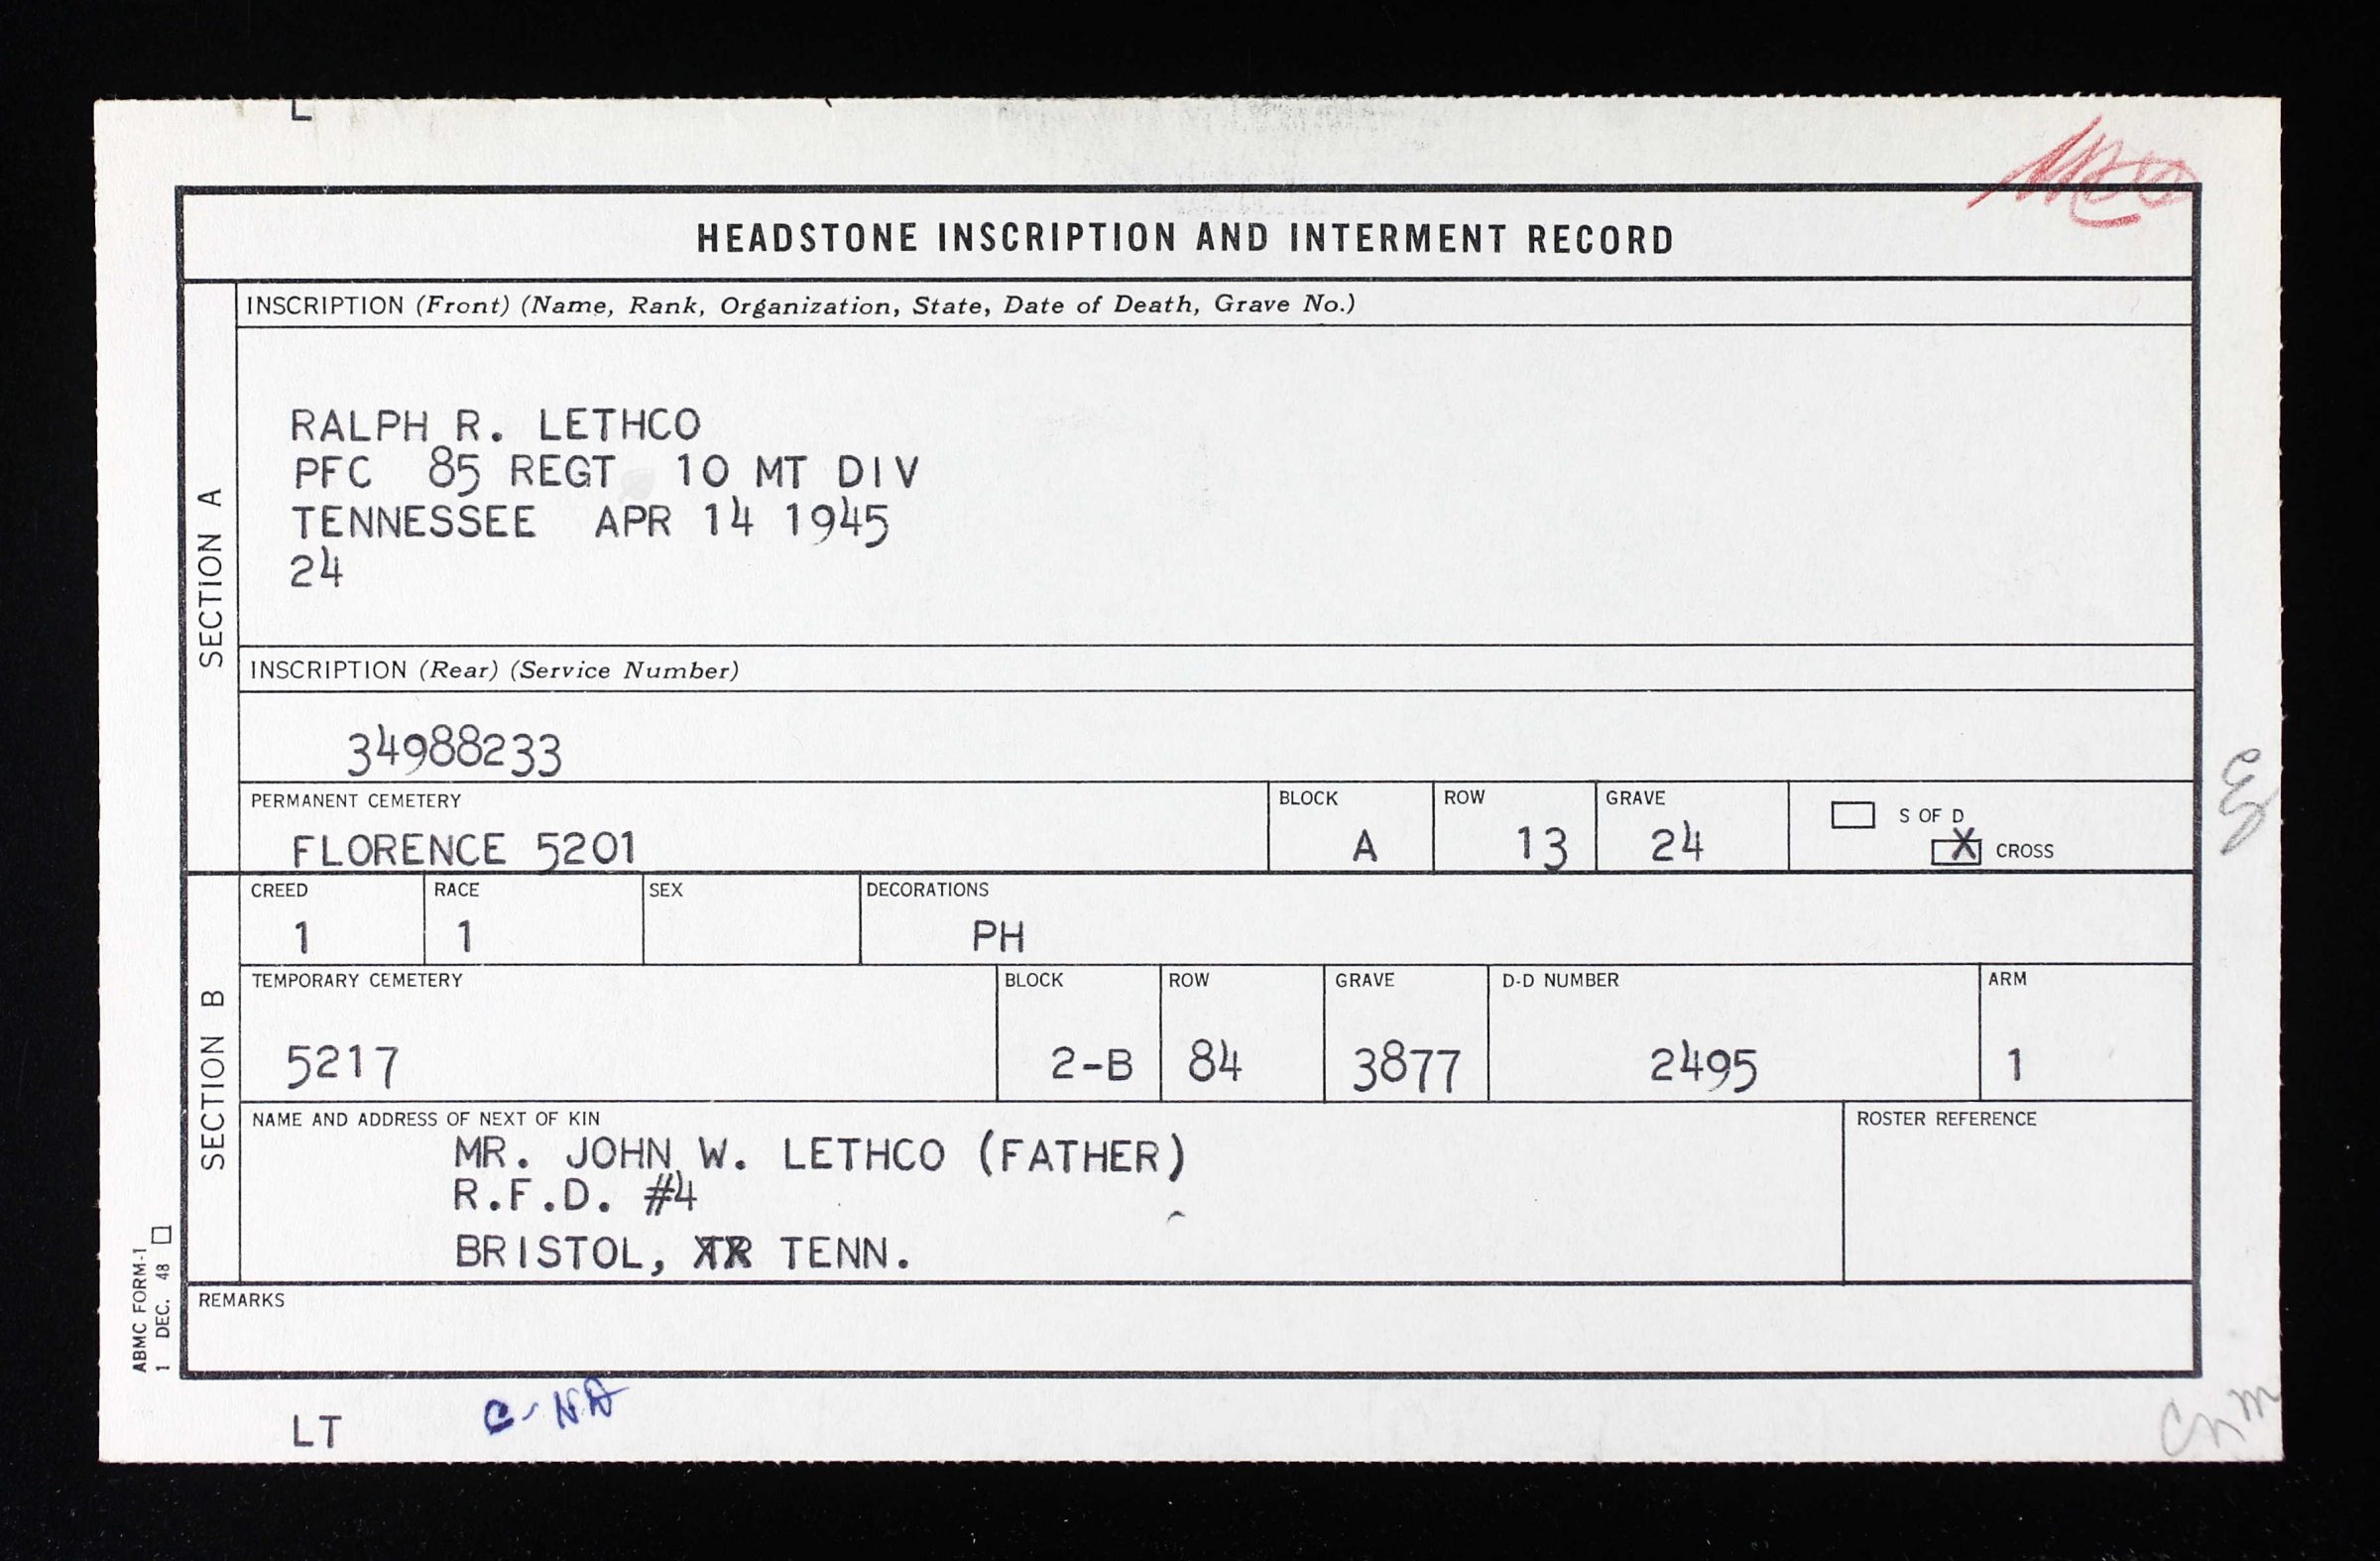 L
HEADSTONE INSCRIPTION AND INTERMENT RECORD
SECTION A
INSCRIPTION (Front) (Name, Rank, Organization, State, Date of Death, Grave No.)
RALPH R. LETHCO
PFC 85 REGT 10 MT DIV
TENNESSEE APR 14 1945
24
INSCRIPTION (Rear) (Service Number)
34988233
PERMANENT CEMETERY BLOCK ROW GRAVE
FLORENCE 5201 A 13 24
S OF D
X CROSS
SECTION B
CREED RACE SEX DECORATIONS
1 1 PH
TEMPORARY CEMETERY BLOCK ROW GRAVE D-D NUMBER ARM
5217 2-B 84 3877 2495 1
NAME AND ADDRESS OF NEXT OF KIN ROSTER REFERENCE
MR. JOHN W. LETHCO (FATHER)
R.F.D. #4
BRISTOL, TENN.
REMARKS
ABMC FORM-1
1 DEC. 48
LT C-NA